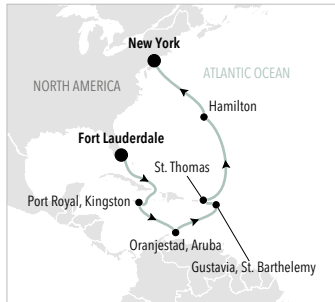 New York
ATLANTIC OCEAN
NORTH AMERICA
Hamilton
Fort Lauderdale
St. Thomas
Port Royal, Kingston
Oranjestad, Aruba
Gustavia, St. Barthelemy